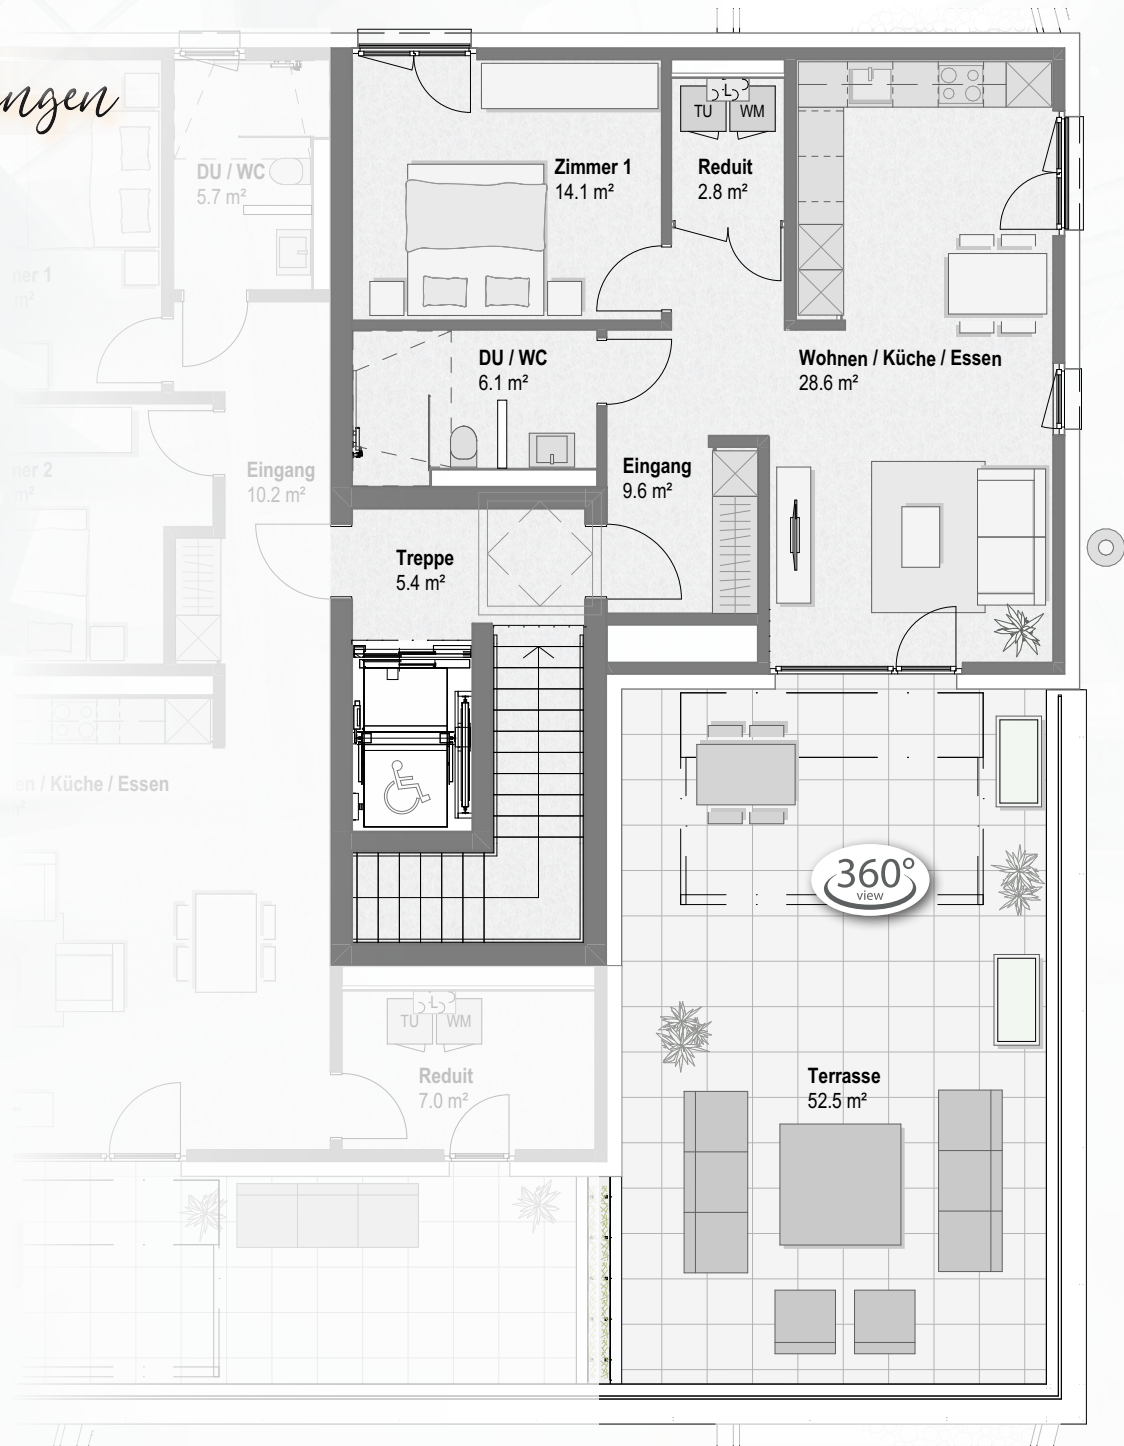 ngen
DU / WC
5.7 m²
Zimmer 1
14.1 m²
TU
L
WM
Reduit
2.8 m²
DU / WC
6.1 m²
Wohnen / Küche / Essen
28.6 m²
Eingang
10.2 m²
Eingang
9.6 m²
Treppe
5.4 m²
ner 1
m²
ner 2
m²
en / Küche / Essen
m²
360°
view
TU
L
WM
Reduit
7.0 m²
Terrasse
52.5 m²